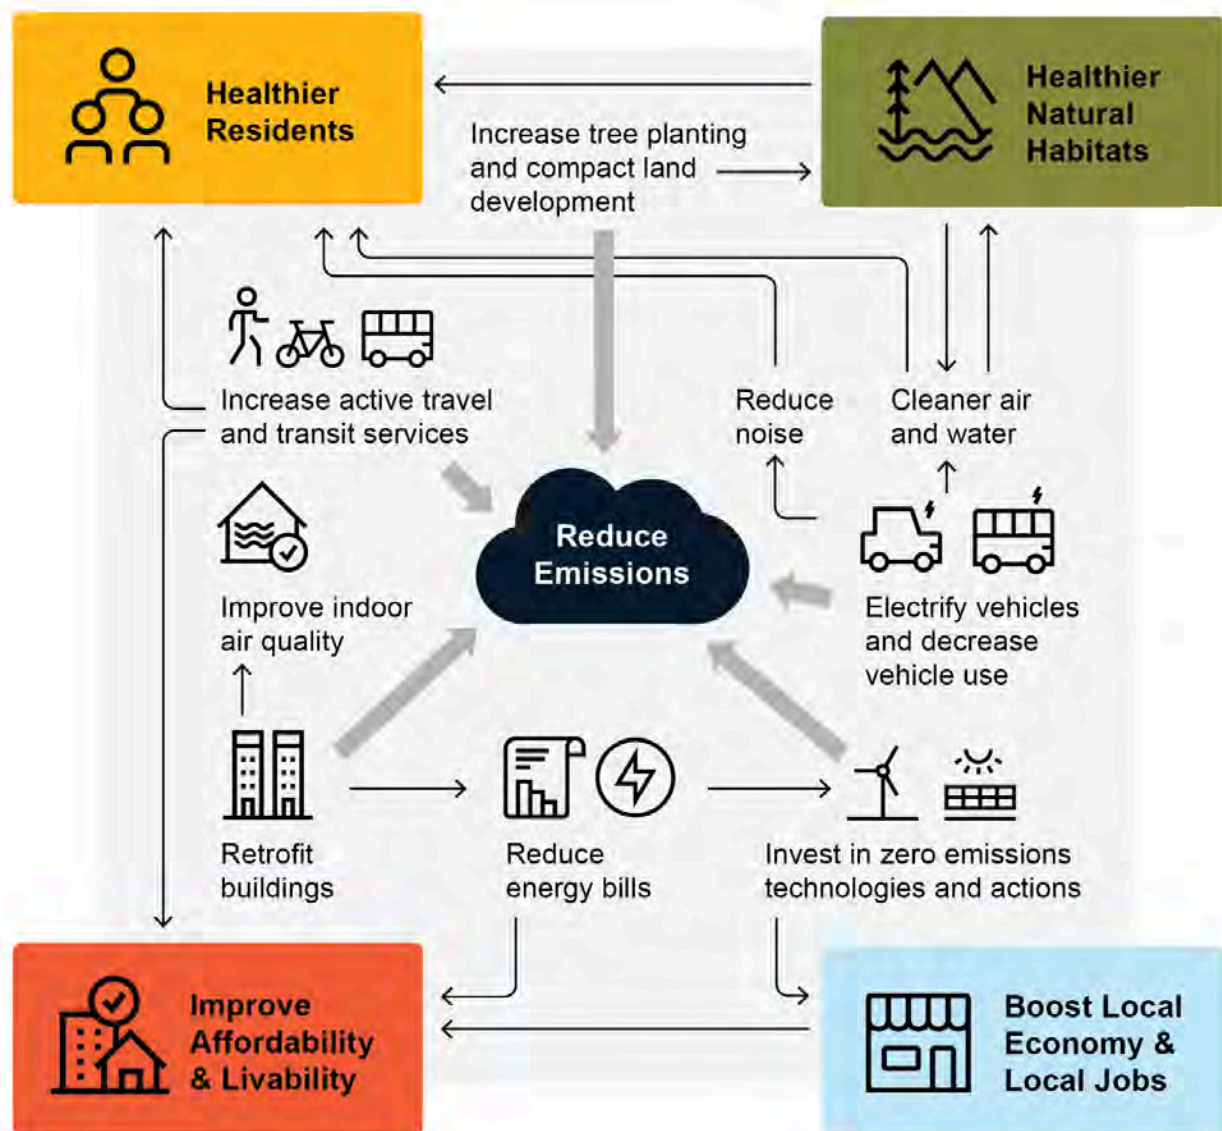 Healthier
Residents
Healthier
Natural
Habitats
Increase tree planting
and compact land
development
Increase active travel
and transit services
Reduce
noise
Cleaner air
and water
Reduce
Emissions
Improve indoor
air quality
Electrify vehicles
and decrease
vehicle use
Retrofit
buildings
Reduce
energy bills
Invest in zero emissions
technologies and actions
Improve
Affordability
& Livability
Boost Local
Economy &
Local Jobs